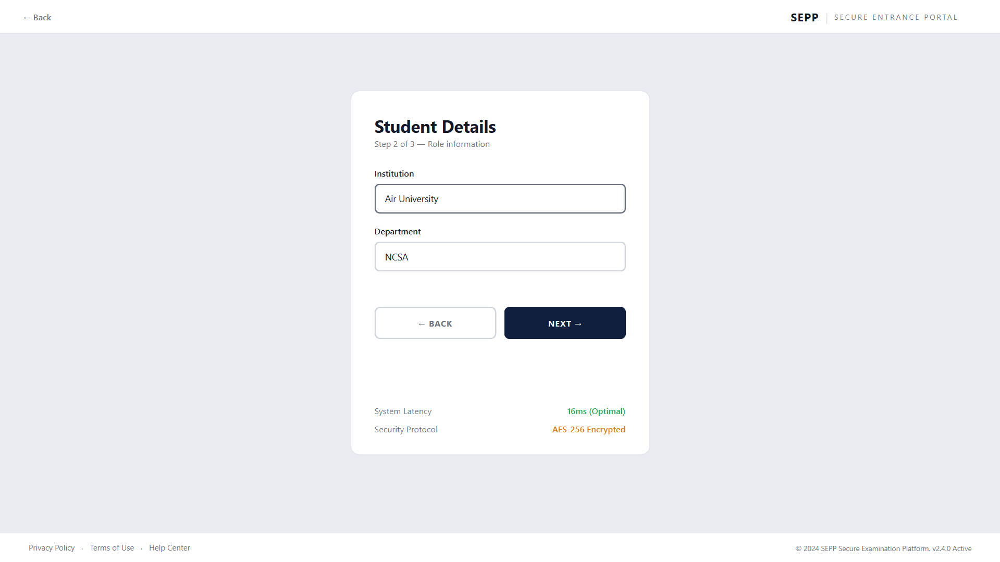 ← Back
SEPP | SECURE ENTRANCE PORTAL
Student Details
Step 2 of 3 — Role information
Institution
Air University
Department
NCSA
← BACK
NEXT →
System Latency 16ms (Optimal)
Security Protocol AES-256 Encrypted
Privacy Policy · Terms of Use · Help Center
© 2024 SEPP Secure Examination Platform. v2.4.0 Active